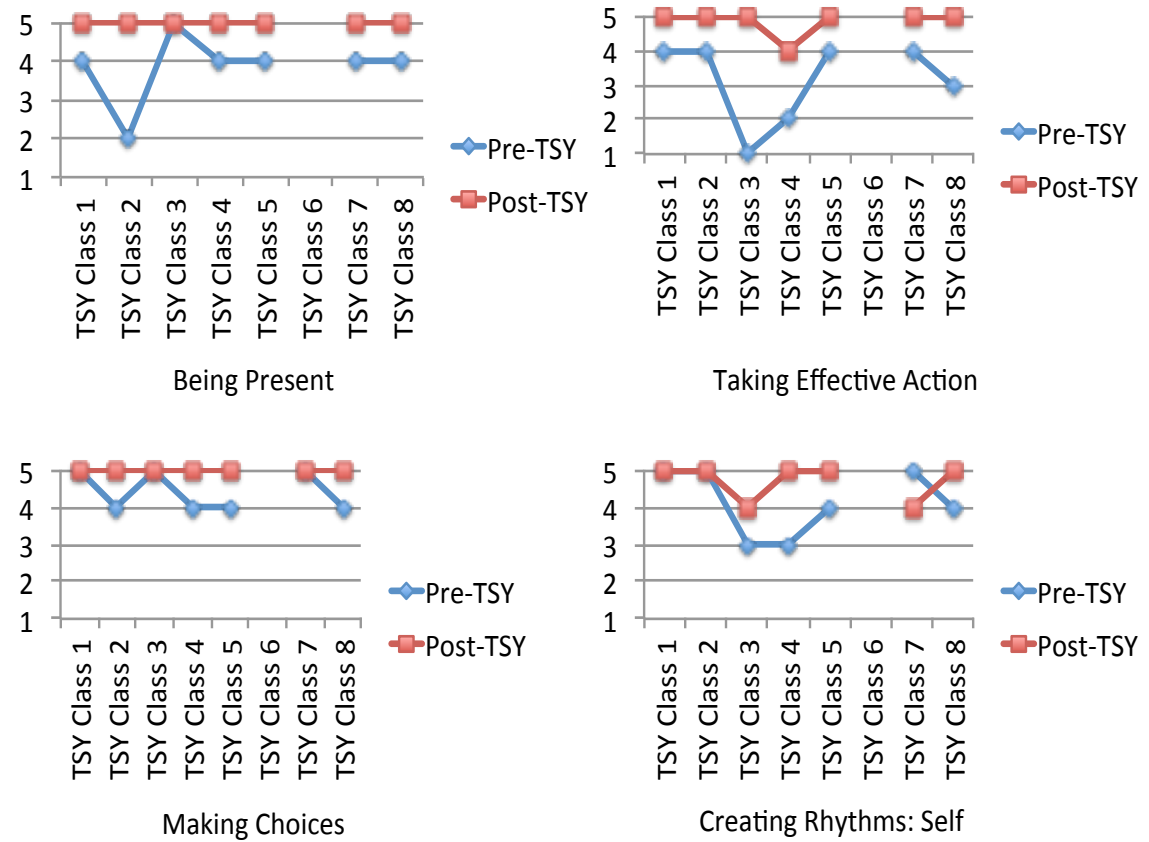 5
4
3
2
1
TSY Class 1
TSY Class 2
TSY Class 3
TSY Class 4
TSY Class 5
TSY Class 6
TSY Class 7
TSY Class 8
Pre-TSY
Post-TSY
Being Present
5
4
3
2
1
TSY Class 1
TSY Class 2
TSY Class 3
TSY Class 4
TSY Class 5
TSY Class 6
TSY Class 7
TSY Class 8
Pre-TSY
Post-TSY
Taking Effective Action
5
4
3
2
1
TSY Class 1
TSY Class 2
TSY Class 3
TSY Class 4
TSY Class 5
TSY Class 6
TSY Class 7
TSY Class 8
Pre-TSY
Post-TSY
Making Choices
5
4
3
2
1
TSY Class 1
TSY Class 2
TSY Class 3
TSY Class 4
TSY Class 5
TSY Class 6
TSY Class 7
TSY Class 8
Pre-TSY
Post-TSY
Creating Rhythms: Self